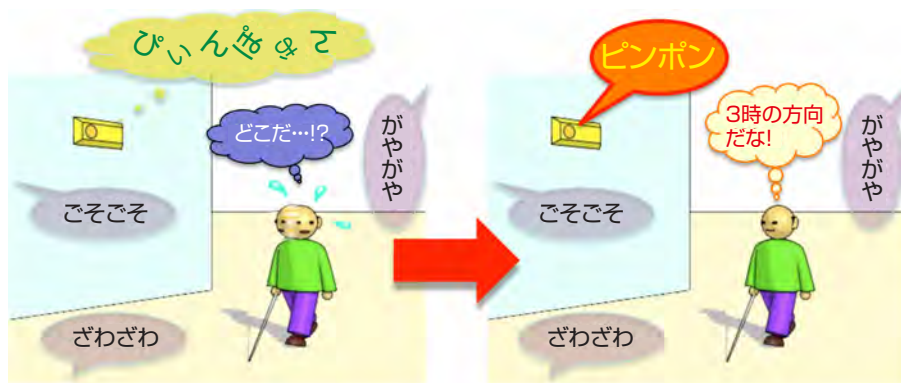 ぴぃんぽぉん
どこだ…!?
がやがや
ごそごそ
ざわざわ
ピンポン
3時の方向
だな!
がやがや
ごそごそ
ざわざわ